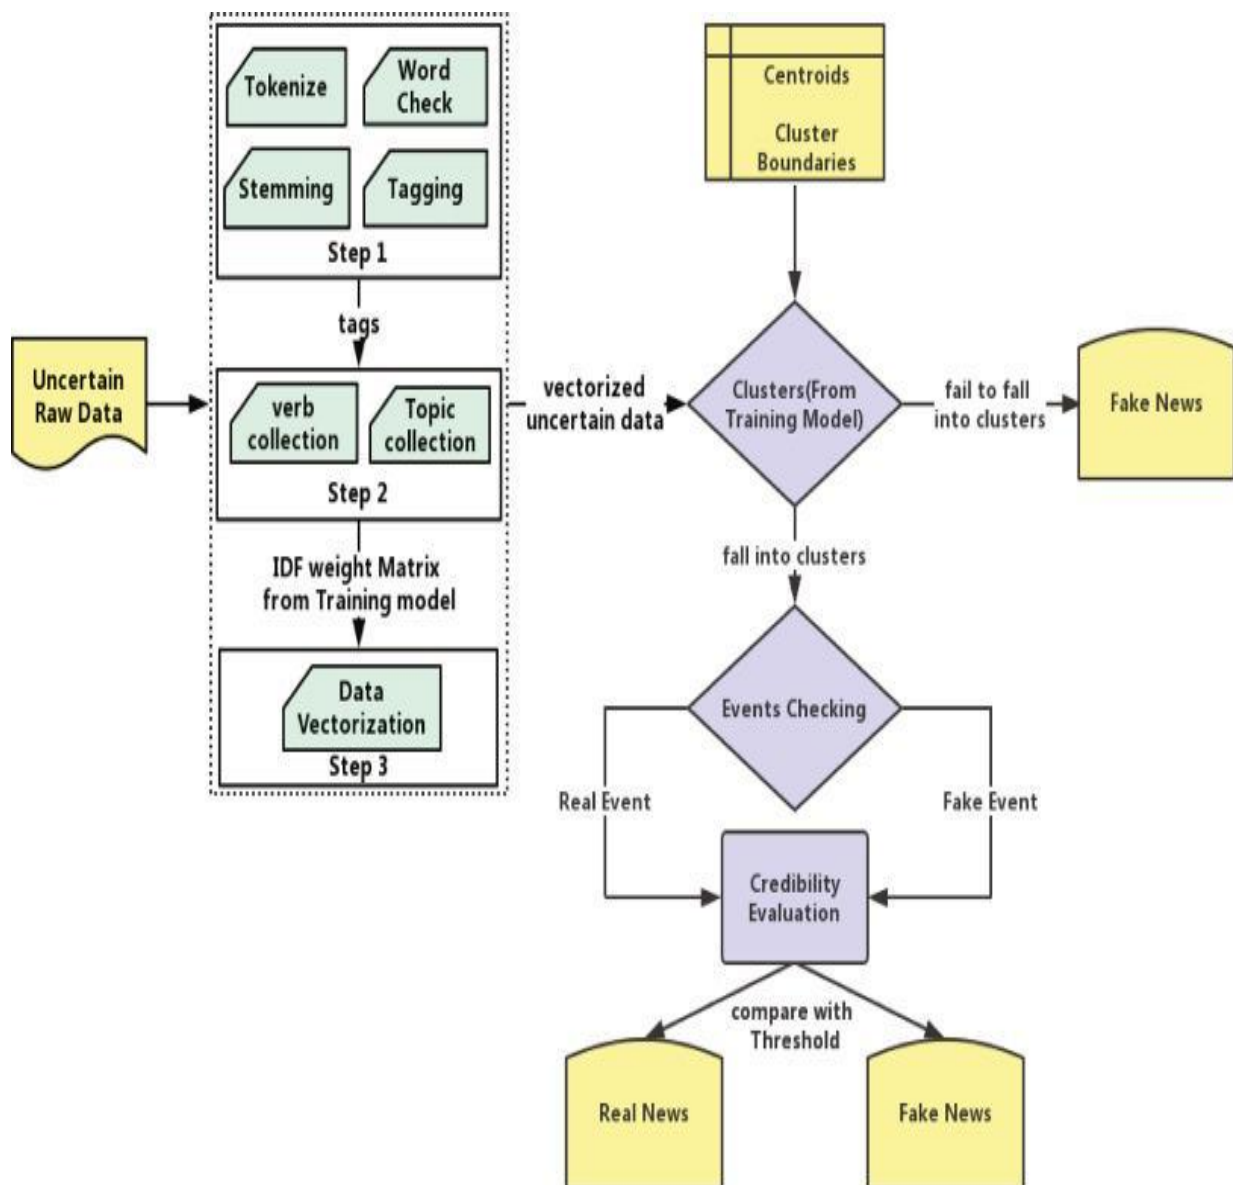 Tokenize
Word
Check
Stemming
Tagging
Step 1
tags
Uncertain
Raw Data
verb
collection
Topic
collection
Step 2
IDF weight Matrix
from Training model
Data
Vectorization
Step 3
vectorized
uncertain data
Centroids
Cluster
Boundaries
Clusters(From
Training Model)
fail to fall
into clusters
Fake News
fall into clusters
Events Checking
Real Event
Fake Event
Credibility
Evaluation
compare with
Threshold
Real News
Fake News